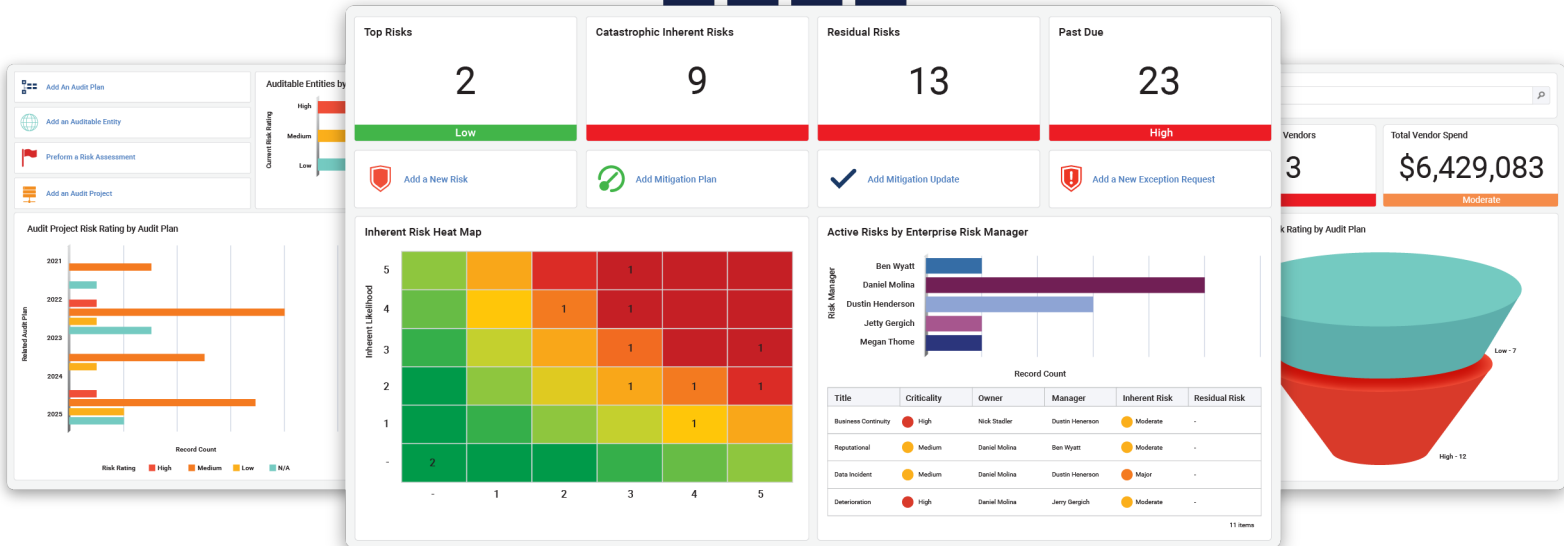 Add An Audit Plan
Add an Auditable Entity
Preform a Risk Assessment
Add an Audit Project
Auditable Entities by
Current Risk Rating
High
Medium
Low
Audit Project Risk Rating by Audit Plan
Related Audit Plan
2021
2022
2023
2024
2025
Record Count
Risk Rating High Medium Low N/A
Top Risks
2
Low
Catastrophic Inherent Risks
9
Residual Risks
13
Past Due
23
High
Add a New Risk
Add Mitigation Plan
Add Mitigation Update
Add a New Exception Request
Inherent Risk Heat Map
Inherent Likelihood
5 1
4 1 1
3 1 1
2 1 1 1
1 1
- 2
- 1 2 3 4 5
Active Risks by Enterprise Risk Manager
Risk Manager
Ben Wyatt
Daniel Molina
Dustin Henderson
Jetty Gergich
Megan Thome
Record Count
Title Criticality Owner Manager Inherent Risk Residual Risk
Business Continuity High Nick Stadler Dustin Henerson Moderate -
Reputational Medium Daniel Molina Ben Wyatt Moderate -
Data Incident Medium Daniel Molina Dustin Henerson Major -
Deterioration High Daniel Molina Jerry Gergich Moderate -
11 items
Vendors
3
Total Vendor Spend
$6,429,083
Moderate
k Rating by Audit Plan
Low - 7
High - 12